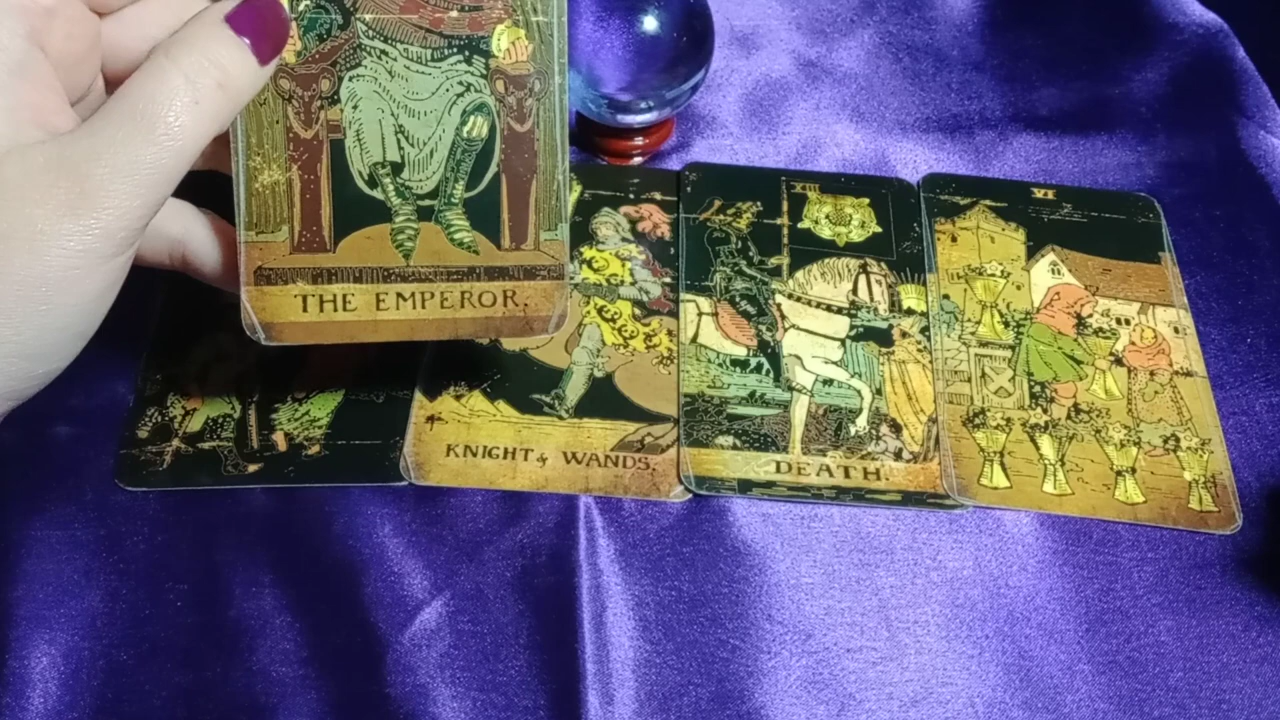 THE EMPEROR.
KNIGHT of WANDS.
XIII
DEATH.
VI